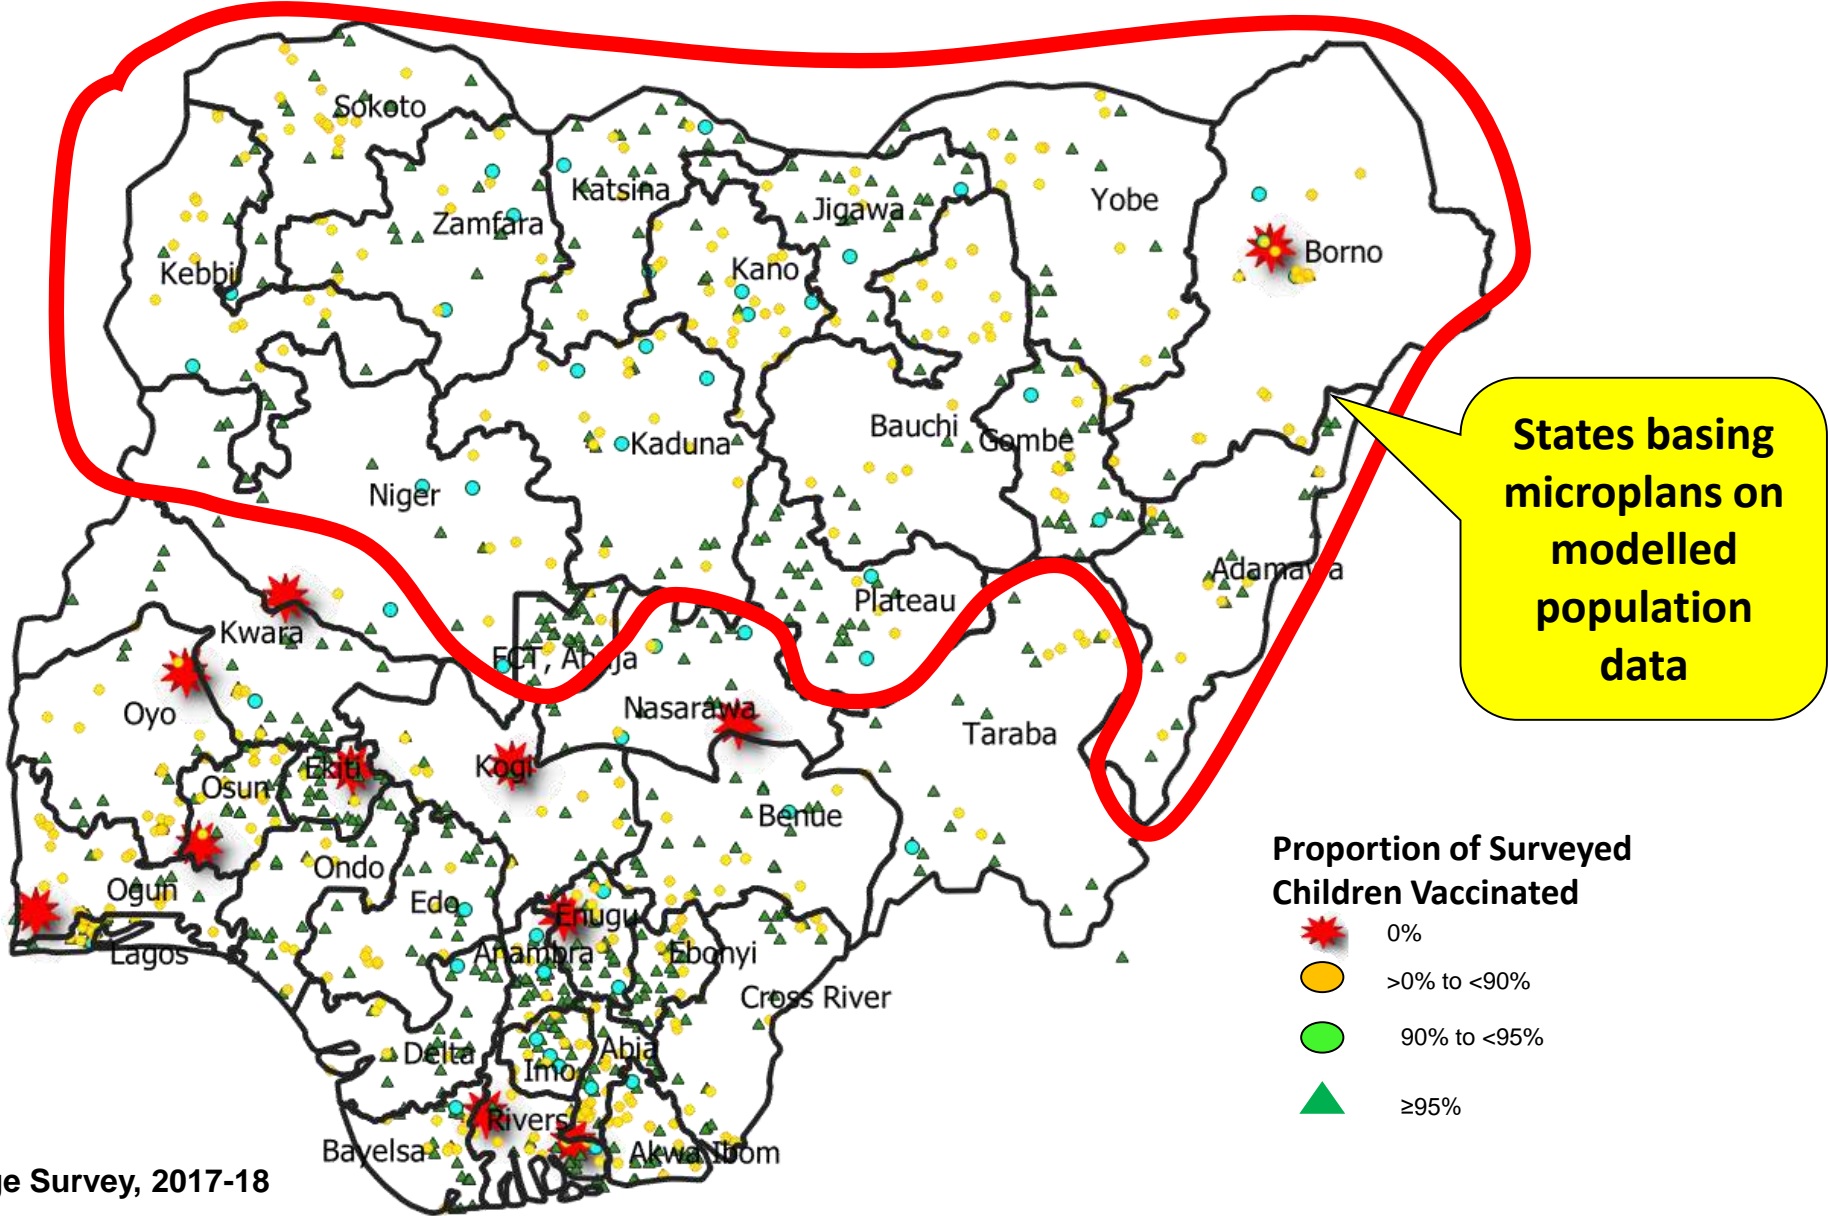 Sokoto
Katsina
Yobe
Jigawa
Zamfara
Borno
Kano
Kebbi
States basing
microplans on
modelled
population
data
Bauchi
Gombe
Kaduna
Niger
Adamawa
Plateau
Kwara
FCT, Abuja
Nasarawa
Oyo
Taraba
Kogi
Ekiti
Osun
Benue
Proportion of Surveyed
Children Vaccinated
Ondo
Ogun
Edo
Enugu
0%
Lagos
Anambra
Ebonyi
>0% to <90%
Cross River
90% to <95%
Delta
Abia
Imo
≥95%
Rivers
Bayelsa
Akwa Ibom
ge Survey, 2017-18